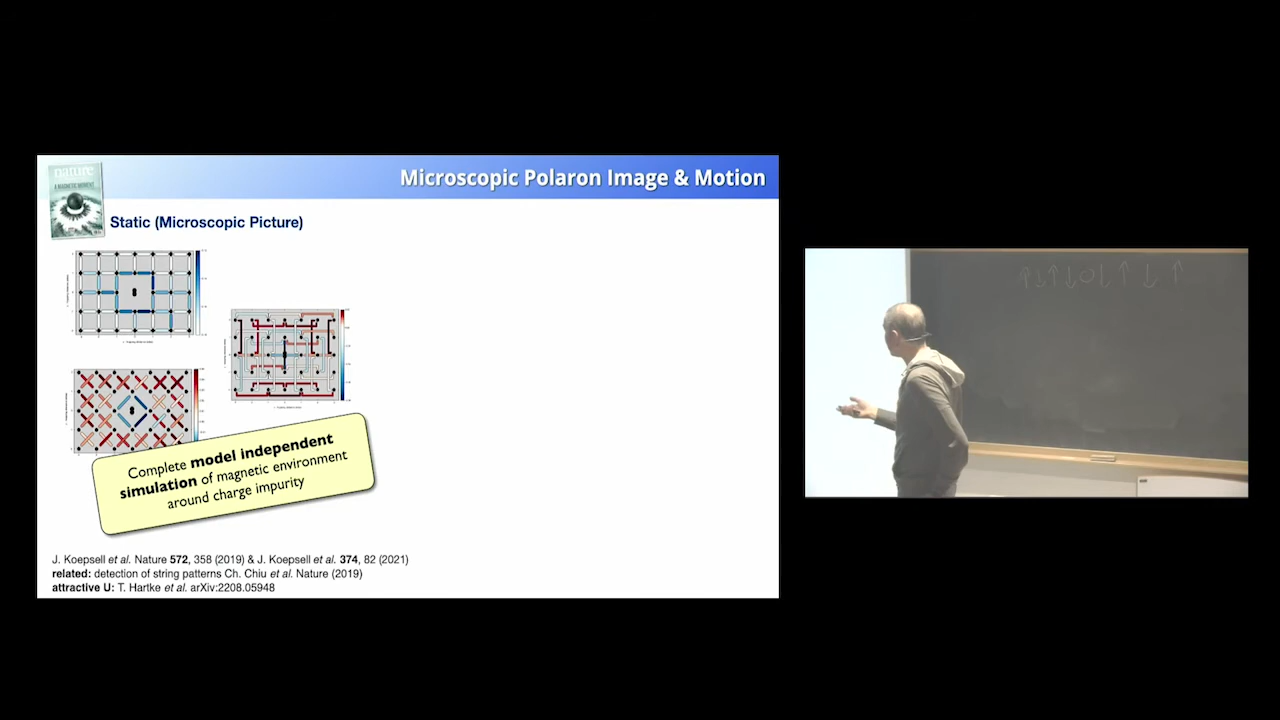 Microscopic Polaron Image & Motion
nature
A MAGNETIC MOMENT
Static (Microscopic Picture)
Complete model independent
simulation of magnetic environment
around charge impurity
J. Koepsell et al. Nature 572, 358 (2019) & J. Koepsell et al. 374, 82 (2021)
related: detection of string patterns Ch. Chiu et al. Nature (2019)
attractive U: T. Hartke et al. arXiv:2208.05948
↑↓↑↓○↓↑↓↑